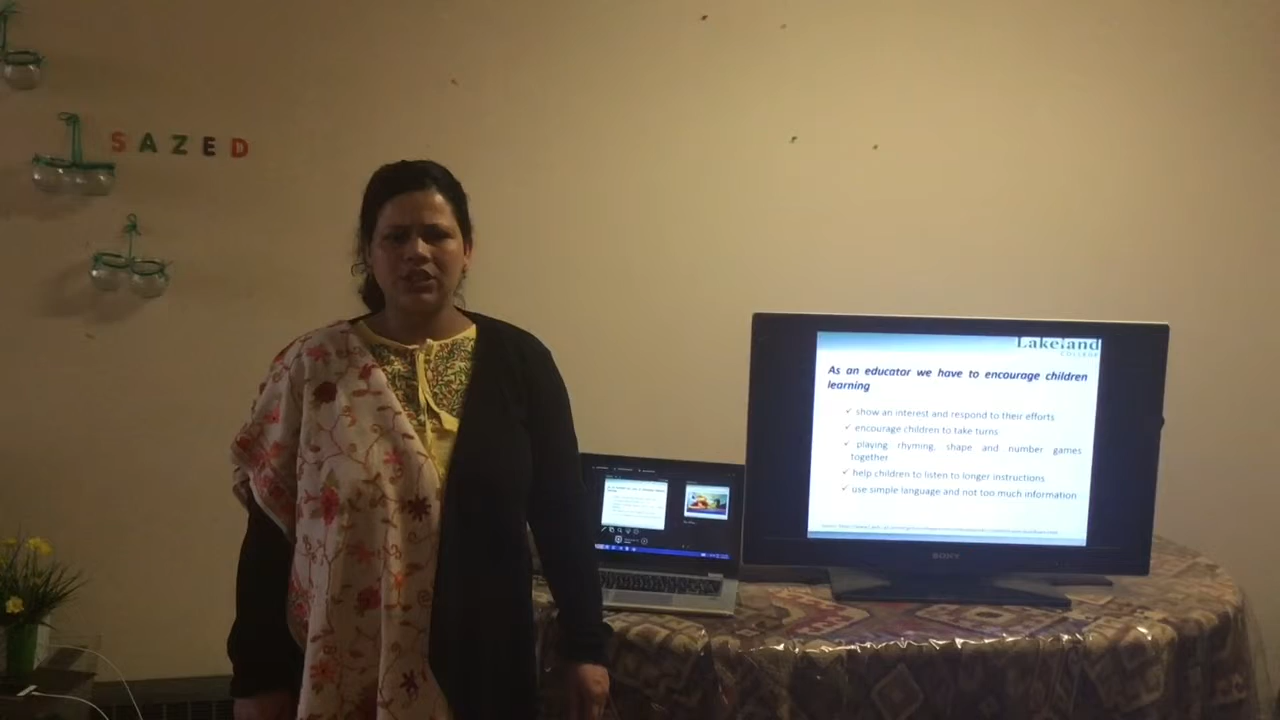 SAZED
Lakeland
COLLEGE
As an educator we have to encourage children
learning
✓ show an interest and respond to their efforts
✓ encourage children to take turns
✓ playing rhyming, shape and number games
together
✓ help children to listen to longer instructions
✓ use simple language and not too much information
SONY